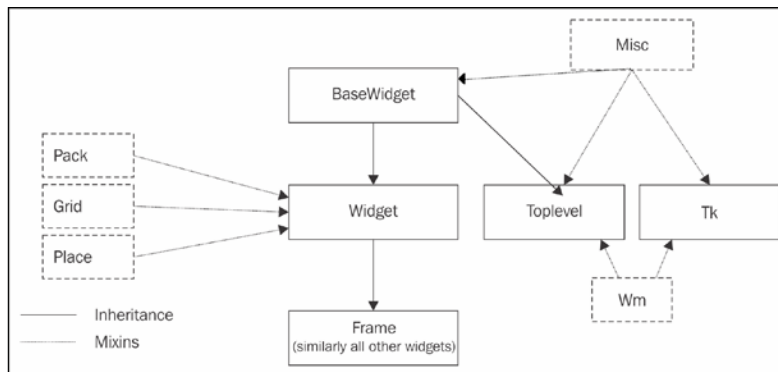 Misc
BaseWidget
Pack
Grid
Widget
Toplevel
Tk
Place
Wm
Inheritance
Mixins
Frame
(similarly all other widgets)